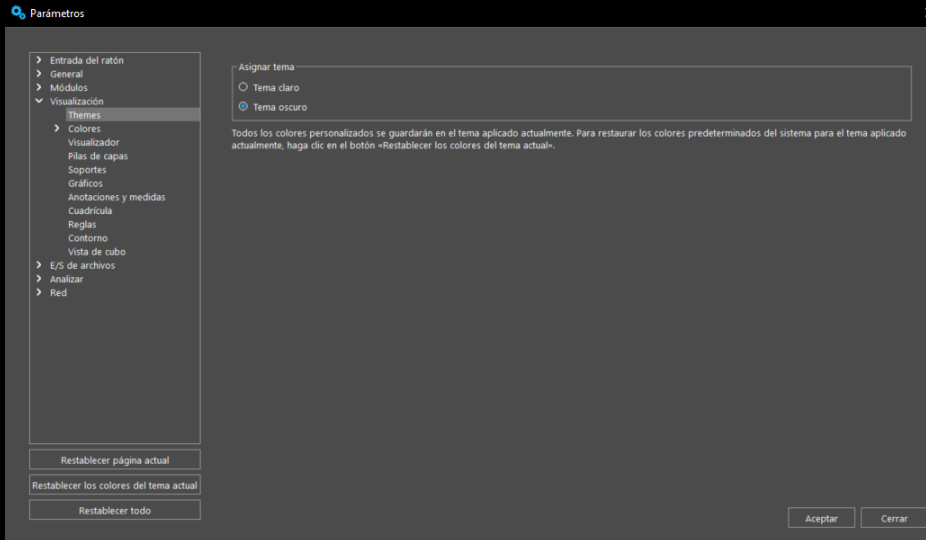 Parámetros
Entrada del ratón
General
Módulos
Visualización
Themes
Colores
Visualizador
Pilas de capas
Soportes
Gráficos
Anotaciones y medidas
Cuadrícula
Reglas
Contorno
Vista de cubo
E/S de archivos
Analizar
Red
Restablecer página actual
Restablecer los colores del tema actual
Restablecer todo
Asignar tema
Tema claro
Tema oscuro
Todos los colores personalizados se guardarán en el tema aplicado actualmente. Para restaurar los colores predeterminados del sistema para el tema aplicado
actualmente, haga clic en el botón «Restablecer los colores del tema actual».
Aceptar
Cerrar